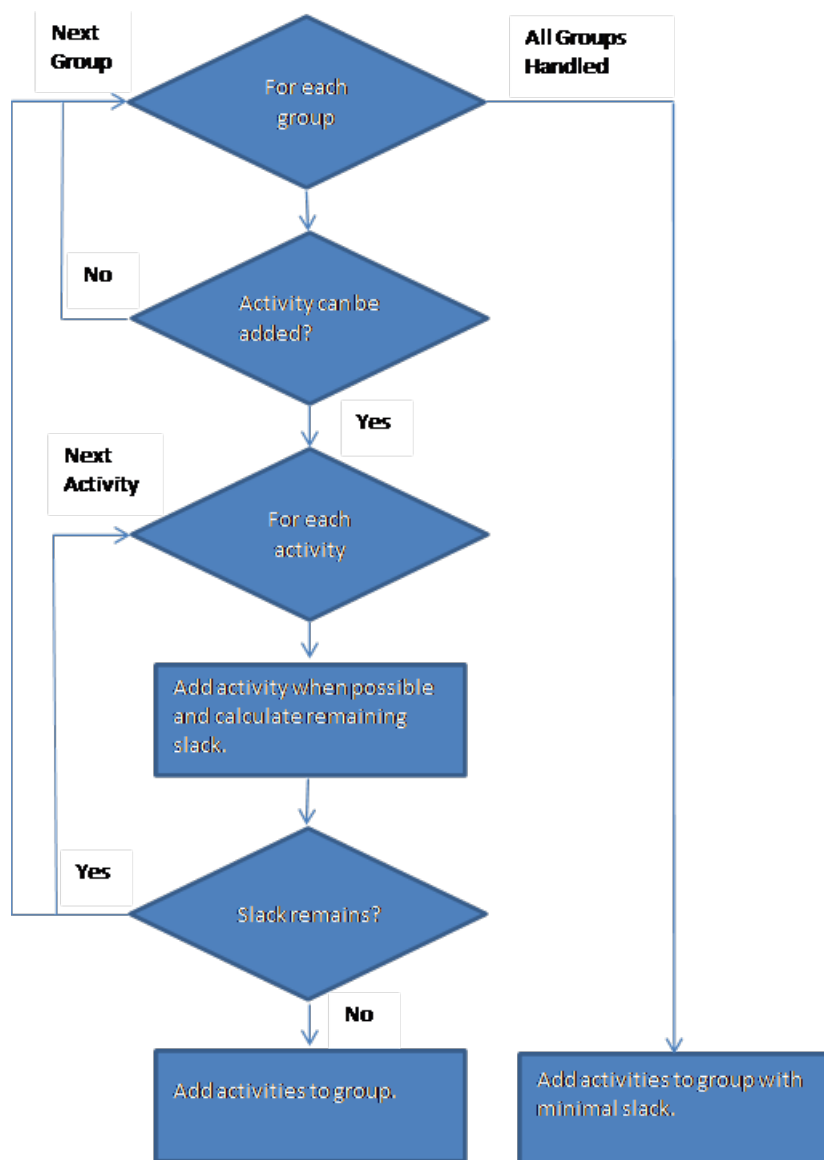 Next
Group
All Groups
Handled
For each
group
No
Activity can be
added?
Yes
Next
Activity
For each
activity
Add activity when possible
and calculate remaining
slack.
Yes
Slack remains?
No
Add activities to group.
Add activities to group with
minimal slack.